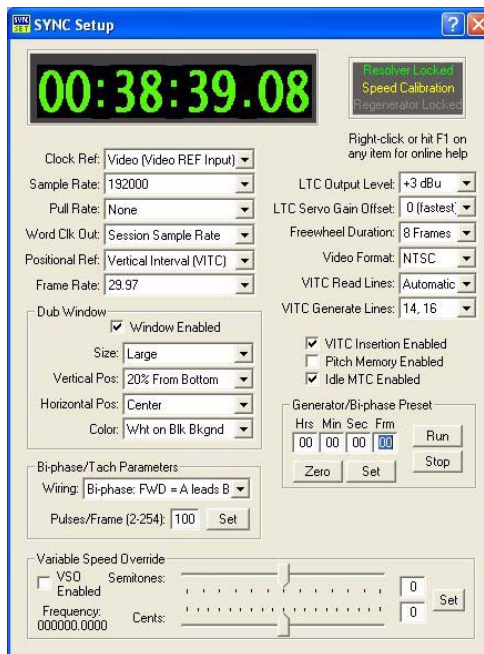 SYNC SET SYNC Setup
00:38:39.08
Resolver Locked
Speed Calibration
Regenerator Locked
Right-click or hit F1 on
any item for online help
Clock Ref: Video (Video REF Input)
Sample Rate: 192000
Pull Rate: None
Word Clk Out: Session Sample Rate
Positional Ref: Vertical Interval (VITC)
Frame Rate: 29.97
LTC Output Level: +3 dBu
LTC Servo Gain Offset: 0 (fastest)
Freewheel Duration: 8 Frames
Video Format: NTSC
VITC Read Lines: Automatic
VITC Generate Lines: 14, 16
Dub Window
Window Enabled
Size: Large
Vertical Pos: 20% From Bottom
Horizontal Pos: Center
Color: Wht on Blk Bkgnd
VITC Insertion Enabled
Pitch Memory Enabled
Idle MTC Enabled
Generator/Bi-phase Preset
Hrs Min Sec Frm
00 00 00 00
Run
Zero Set Stop
Bi-phase/Tach Parameters
Wiring: Bi-phase: FWD = A leads B
Pulses/Frame (2-254): 100 Set
Variable Speed Override
VSO Enabled
Semitones: 0
Frequency:
000000.0000
Cents: 0
Set